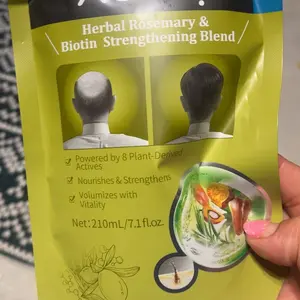 Herbal Rosemary &
Biotin Strengthening Blend
Powered by 8 Plant-Derived
Actives
Nourishes & Strengthens
Volumizes with
Vitality
Net:210mL/7.1fl.oz.